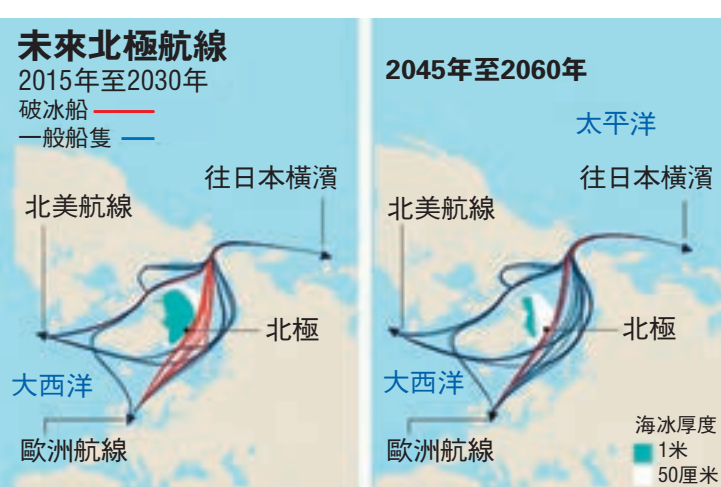 未來北極航線
2015年至2030年
破冰船
一般船隻
往日本橫濱
北美航線
北極
大西洋
歐洲航線
2045年至2060年
太平洋
往日本橫濱
北美航線
北極
大西洋
歐洲航線
海冰厚度
1米
50厘米